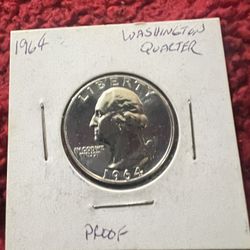 1964
WASHINGTON
QUARTER
LIBERTY
IN GOD WE
TRUST
1964
PROOF